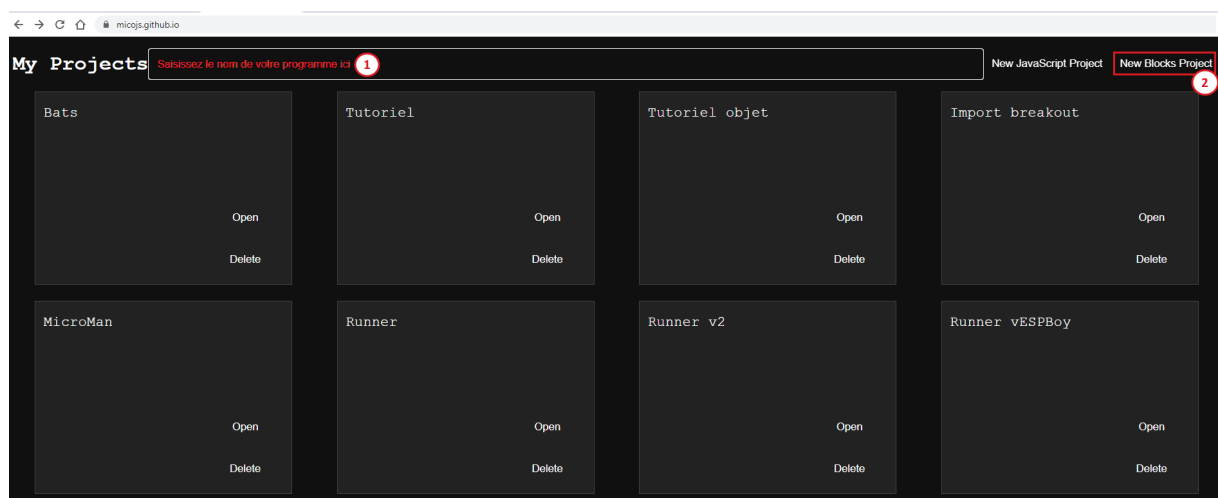 micojs.github.io
My Projects Saisissez le nom de votre programme ici 1 New JavaScript Project New Blocks Project
2
Bats Tutoriel Tutoriel objet Import breakout
Open Open Open Open
Delete Delete Delete Delete
MicroMan Runner Runner v2 Runner vESPBoy
Open Open Open Open
Delete Delete Delete Delete